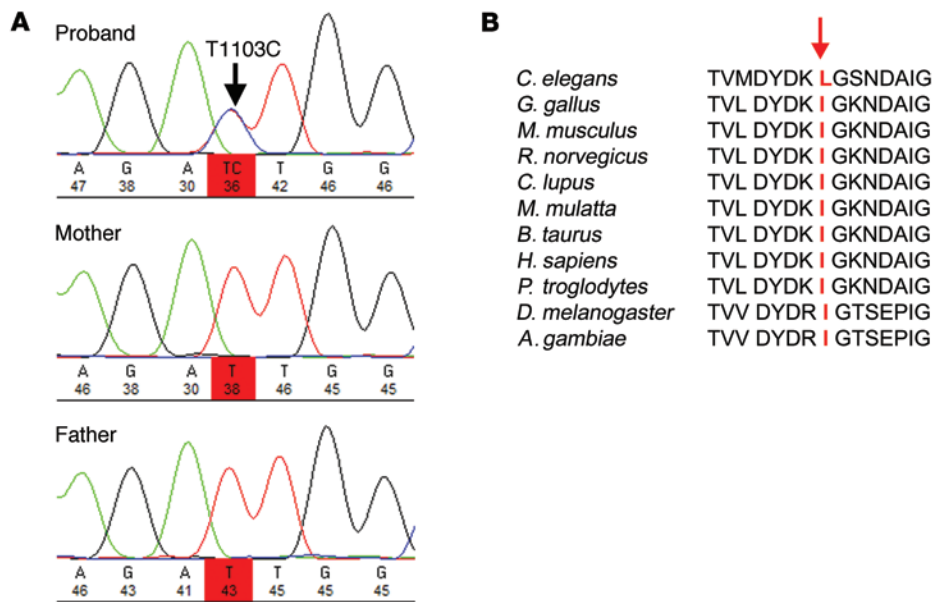 A
Proband
T1103C
A G A TC T G G
47 38 30 36 42 46 46
Mother
A G A T T G G
46 38 30 38 46 45 45
Father
A G A T T G G
46 43 41 43 45 45 45
B
C. elegans TVMDYDK L GSNDAIG
G. gallus TVL DYDK I GKNDAIG
M. musculus TVL DYDK I GKNDAIG
R. norvegicus TVL DYDK I GKNDAIG
C. lupus TVL DYDK I GKNDAIG
M. mulatta TVL DYDK I GKNDAIG
B. taurus TVL DYDK I GKNDAIG
H. sapiens TVL DYDK I GKNDAIG
P. troglodytes TVL DYDK I GKNDAIG
D. melanogaster TVV DYDR I GTSEPIG
A. gambiae TVV DYDR I GTSEPIG